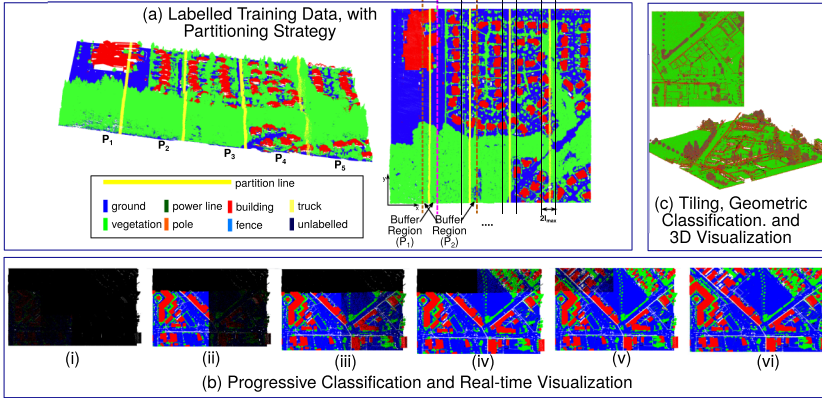 (a) Labelled Training Data, with
Partitioning Strategy
P1
P2
P3
P4
P5
partition line
ground power line building truck
vegetation pole fence unlabelled
y
x
2lmax
Buffer Region (P1)
Buffer Region (P2)
....
(c) Tiling, Geometric
Classification. and
3D Visualization
(i) (ii) (iii) (iv) (v) (vi)
(b) Progressive Classification and Real-time Visualization